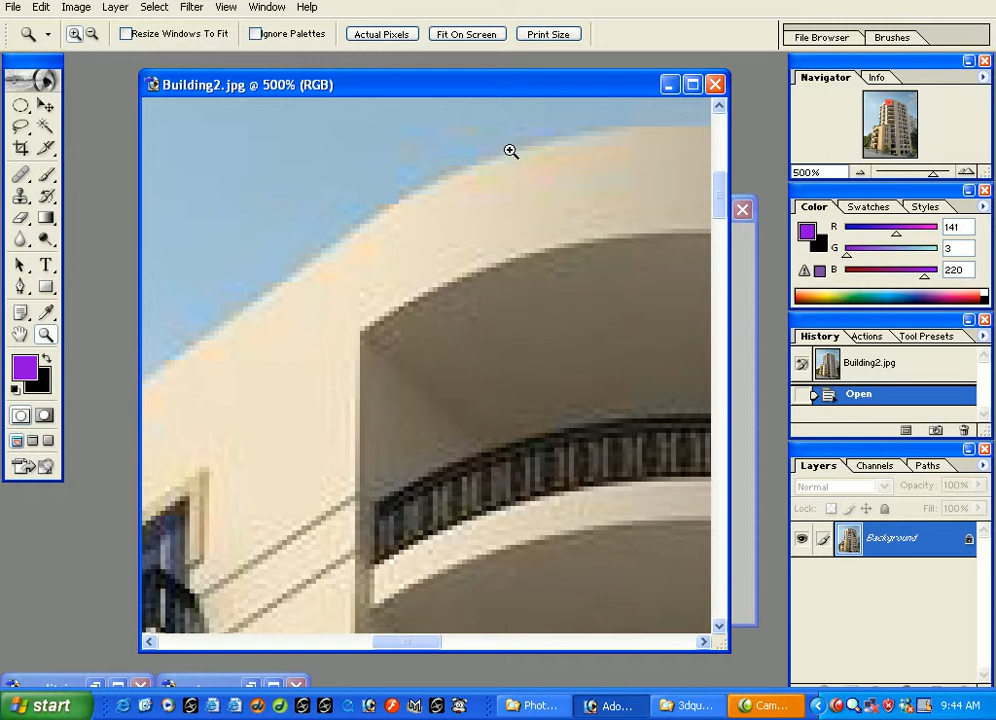 File Edit Image Layer Select Filter View Window Help
Resize Windows To Fit Ignore Palettes Actual Pixels Fit On Screen Print Size File Browser Brushes
Building2.jpg @ 500% (RGB)
Navigator Info
500%
Color Swatches Styles
R 141
G 3
B 220
History Actions Tool Presets
Building2.jpg
Open
Layers Channels Paths
Normal Opacity: 100%
Lock: Fill: 100%
Background
start Phot... Ado... 3dqu... Cam... 9:44 AM